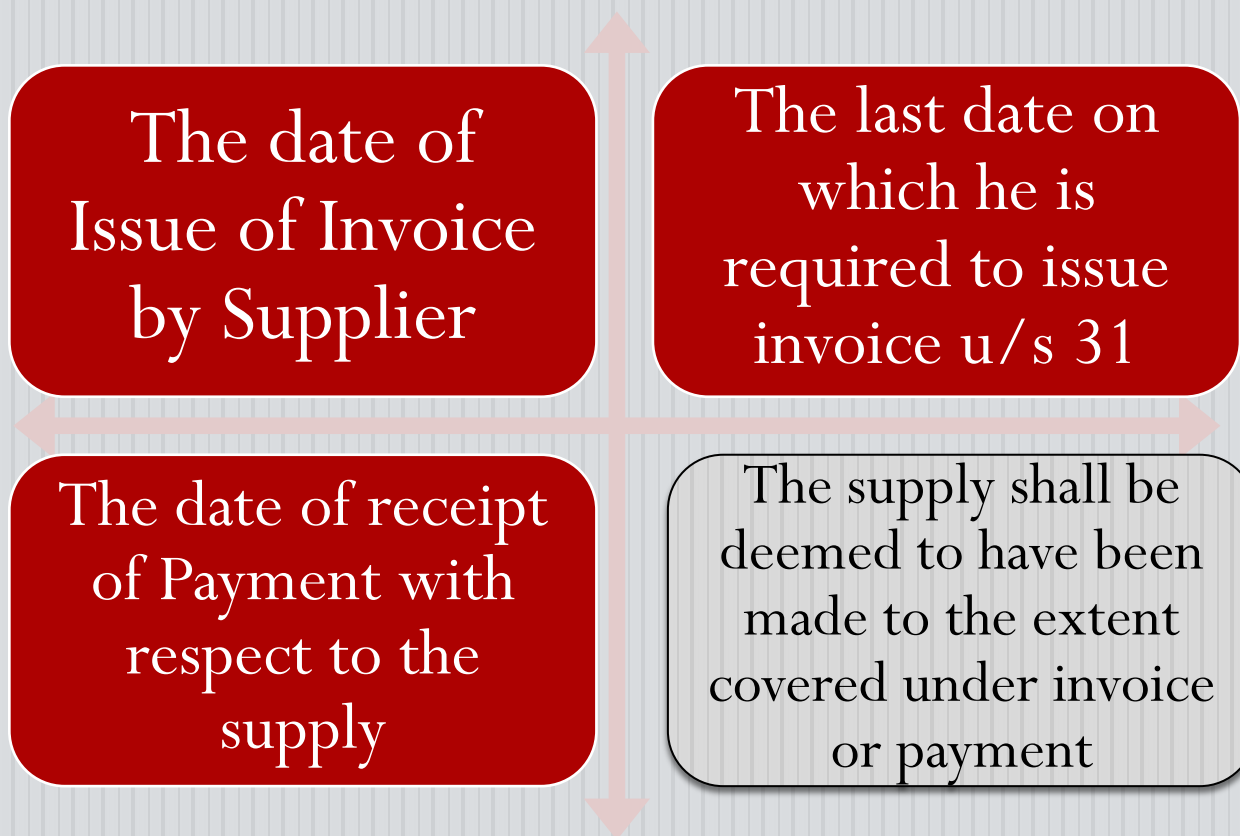 The date of
Issue of Invoice
by Supplier
The last date on
which he is
required to issue
invoice u/s 31
The date of receipt
of Payment with
respect to the
supply
The supply shall be
deemed to have been
made to the extent
covered under invoice
or payment